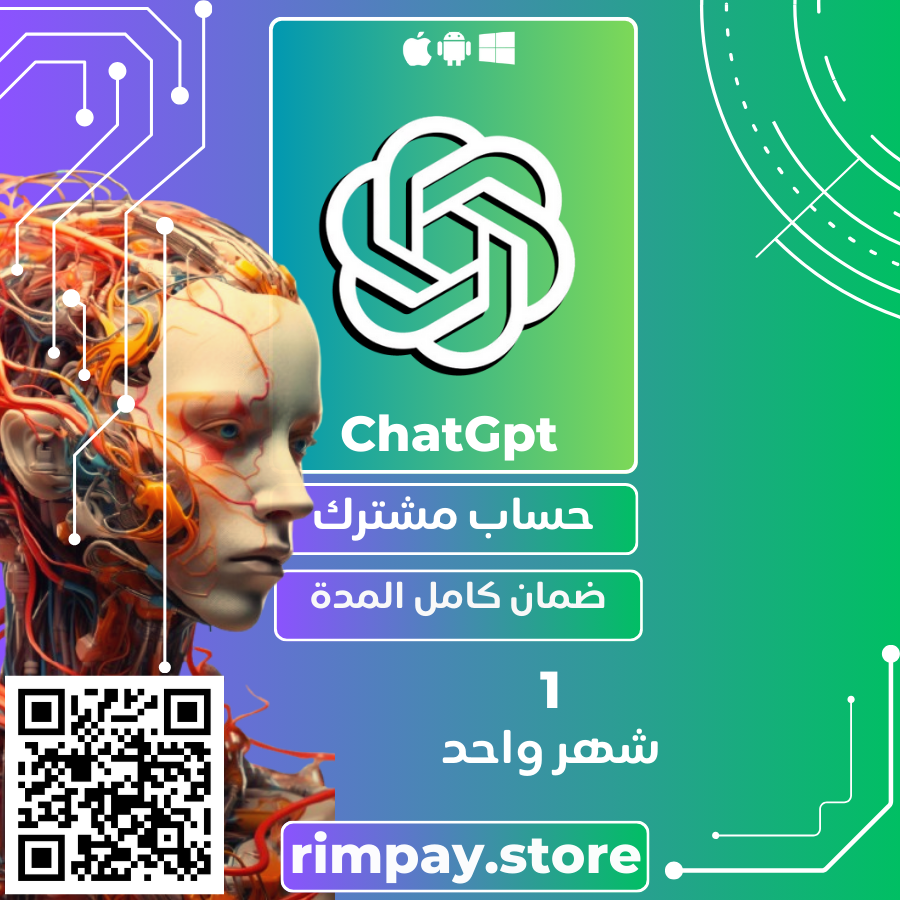 ChatGpt
حساب مشترك
ضمان كامل المدة
1
شهر واحد
rimpay.store